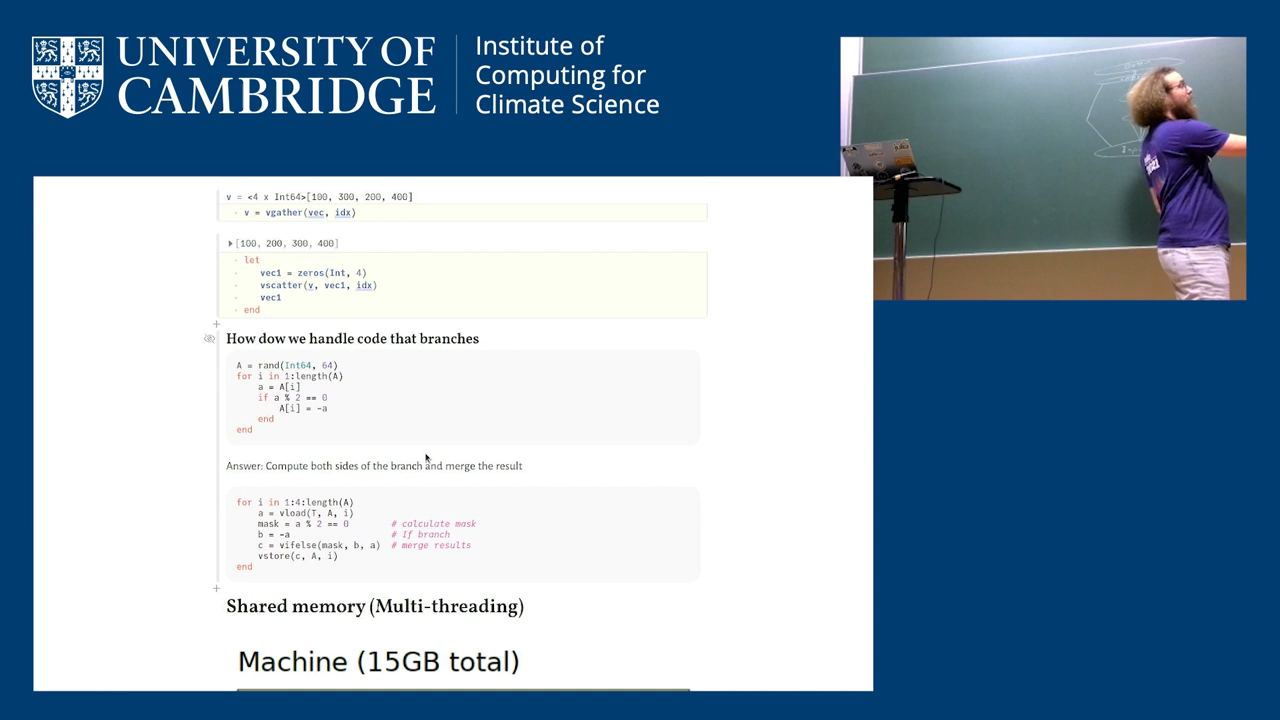 UNIVERSITY OF
CAMBRIDGE
Institute of
Computing for
Climate Science
v = <4 x Int64>[100, 300, 200, 400]
v = vgather(vec, idx)
[100, 200, 300, 400]
let
vec1 = zeros(Int, 4)
vscatter(v, vec1, idx)
vec1
end
How dow we handle code that branches
A = rand(Int64, 64)
for i in 1:length(A)
a = A[i]
if a % 2 == 0
A[i] = -a
end
end
Answer: Compute both sides of the branch and merge the result
for i in 1:4:length(A)
a = vload(T, A, i)
mask = a % 2 == 0 # calculate mask
b = -a # If branch
c = vifelse(mask, b, a) # merge results
vstore(c, A, i)
end
Shared memory (Multi-threading)
Machine (15GB total)